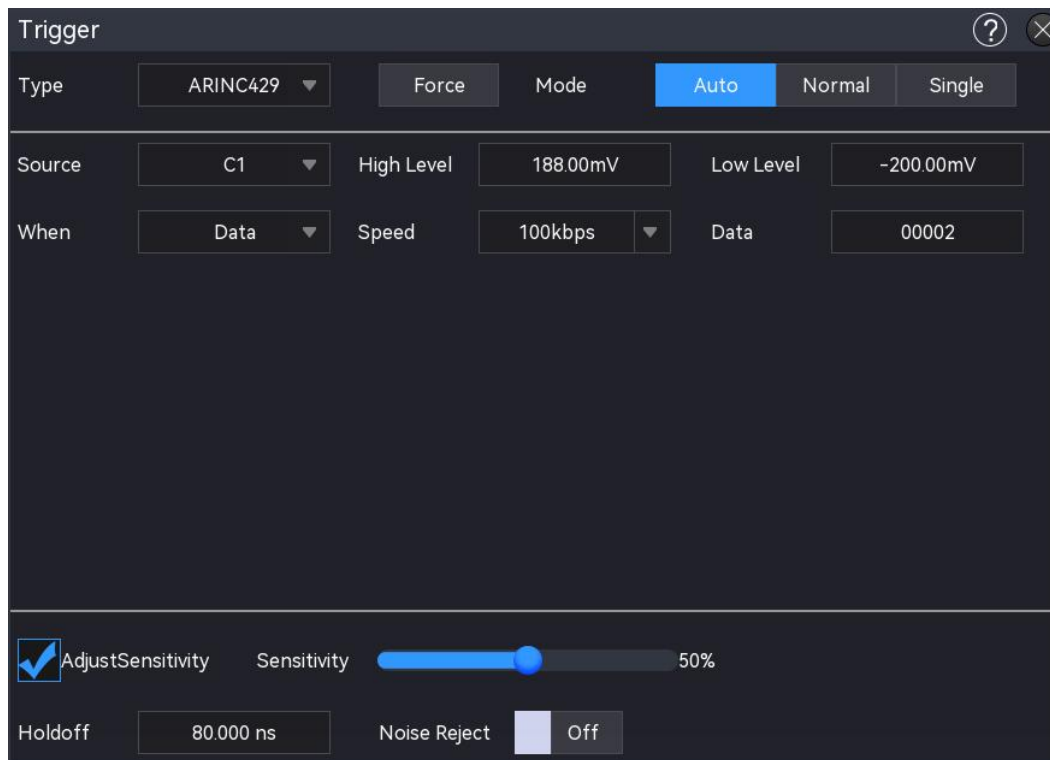 Trigger ?
Type ARINC429 Force Mode Auto Normal Single
Source C1 High Level 188.00mV Low Level -200.00mV
When Data Speed 100kbps Data 00002
AdjustSensitivity Sensitivity 50%
Holdoff 80.000 ns Noise Reject Off